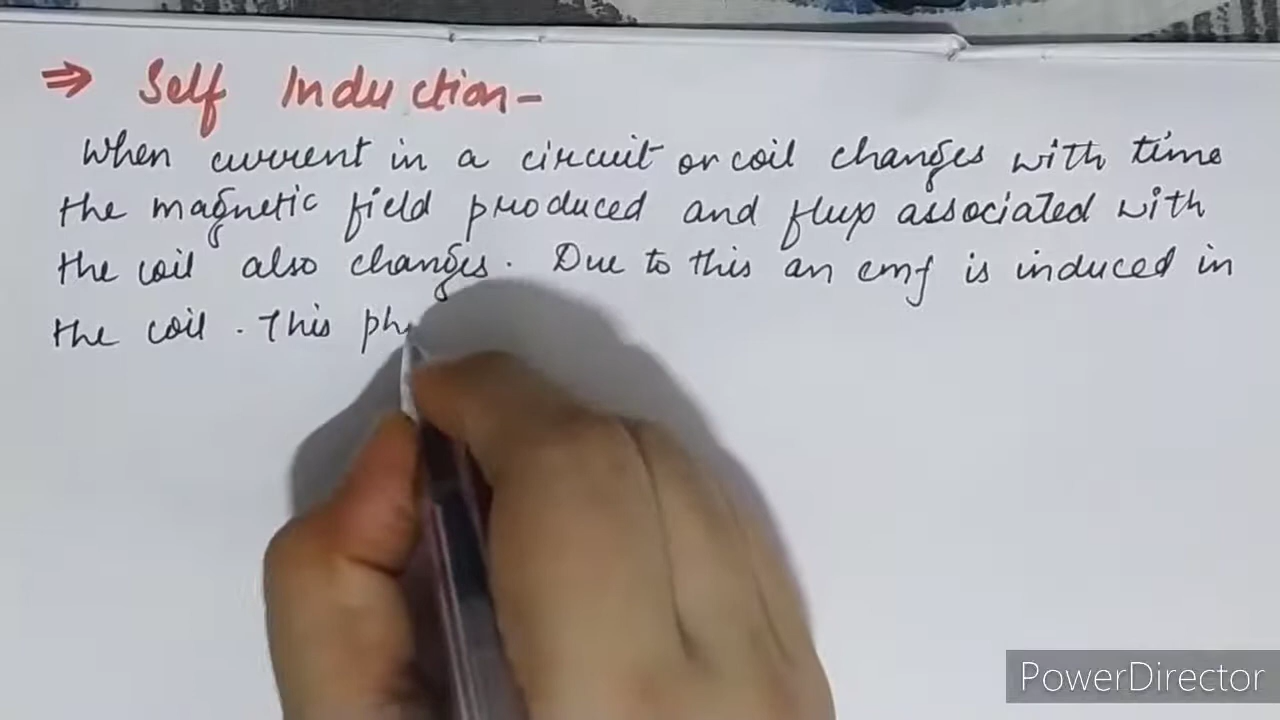 ⇒ Self Induction-
When current in a circuit or coil changes with time
the magnetic field produced and flux associated with
the coil also changes. Due to this an emf is induced in
the coil. This ph
PowerDirector